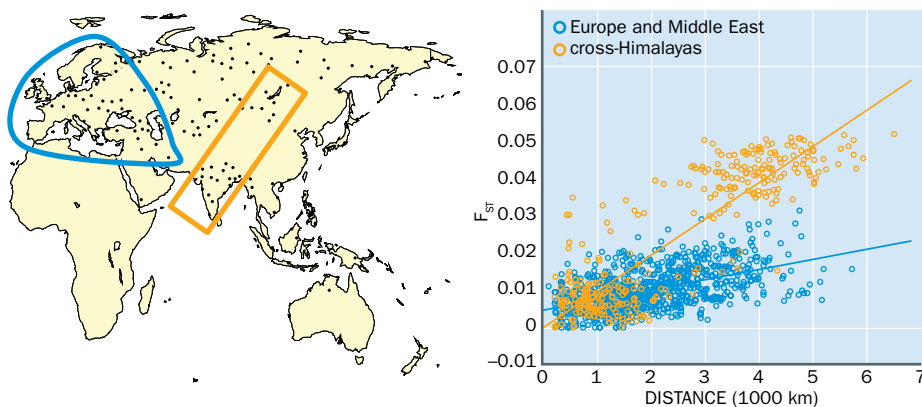 Europe and Middle East
cross-Himalayas
0.07
0.06
0.05
0.04
0.03
0.02
0.01
0
–0.01
FST
0 1 2 3 4 5 6 7
DISTANCE (1000 km)